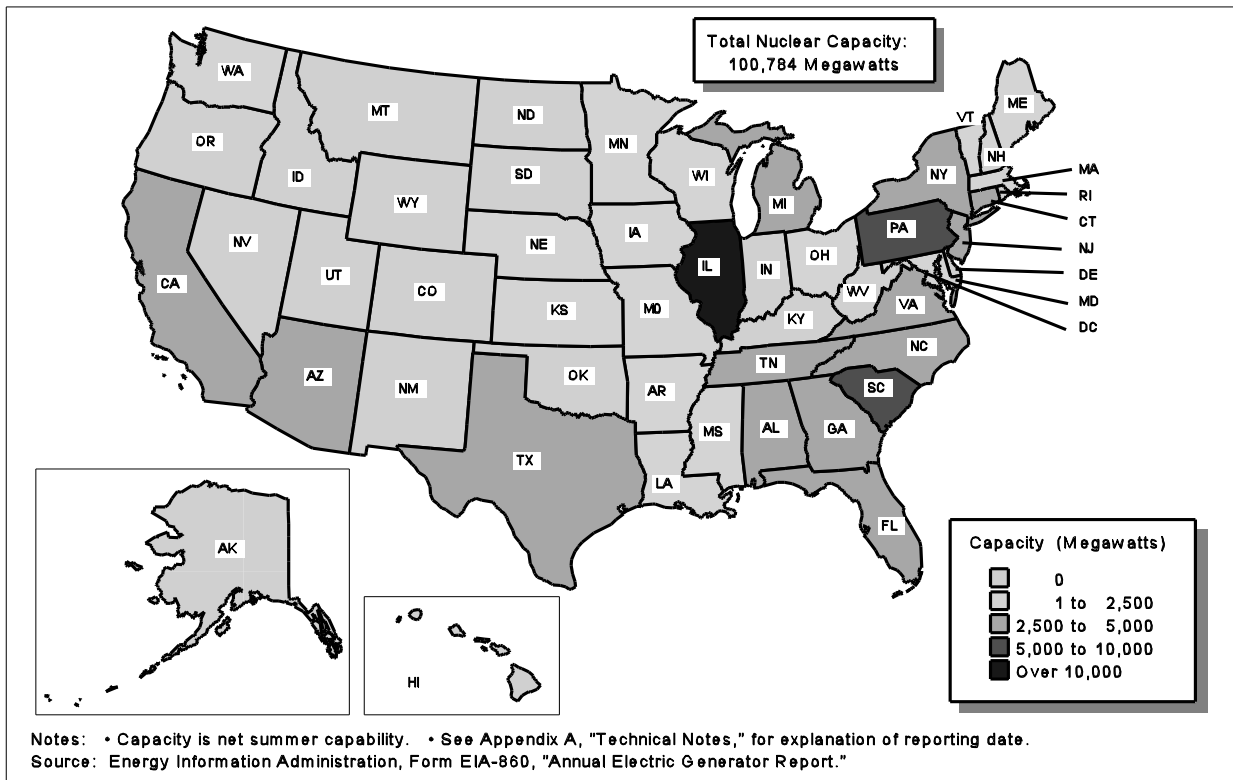 Total Nuclear Capacity:
100,784 Megawatts
WA
MT
ND
MN
ME
VT
NH
OR
ID
SD
WI
NY
MA
WY
MI
RI
CT
NV
NE
IA
PA
NJ
UT
CO
IL
IN
OH
DE
CA
KS
MO
WV
VA
MD
KY
DC
AZ
NM
OK
TN
NC
AR
SC
MS
AL
GA
TX
LA
FL
AK
HI
Capacity (Megawatts)
0
1 to 2,500
2,500 to 5,000
5,000 to 10,000
Over 10,000
Notes: • Capacity is net summer capability. • See Appendix A, "Technical Notes," for explanation of reporting date.
Source: Energy Information Administration, Form EIA-860, "Annual Electric Generator Report."